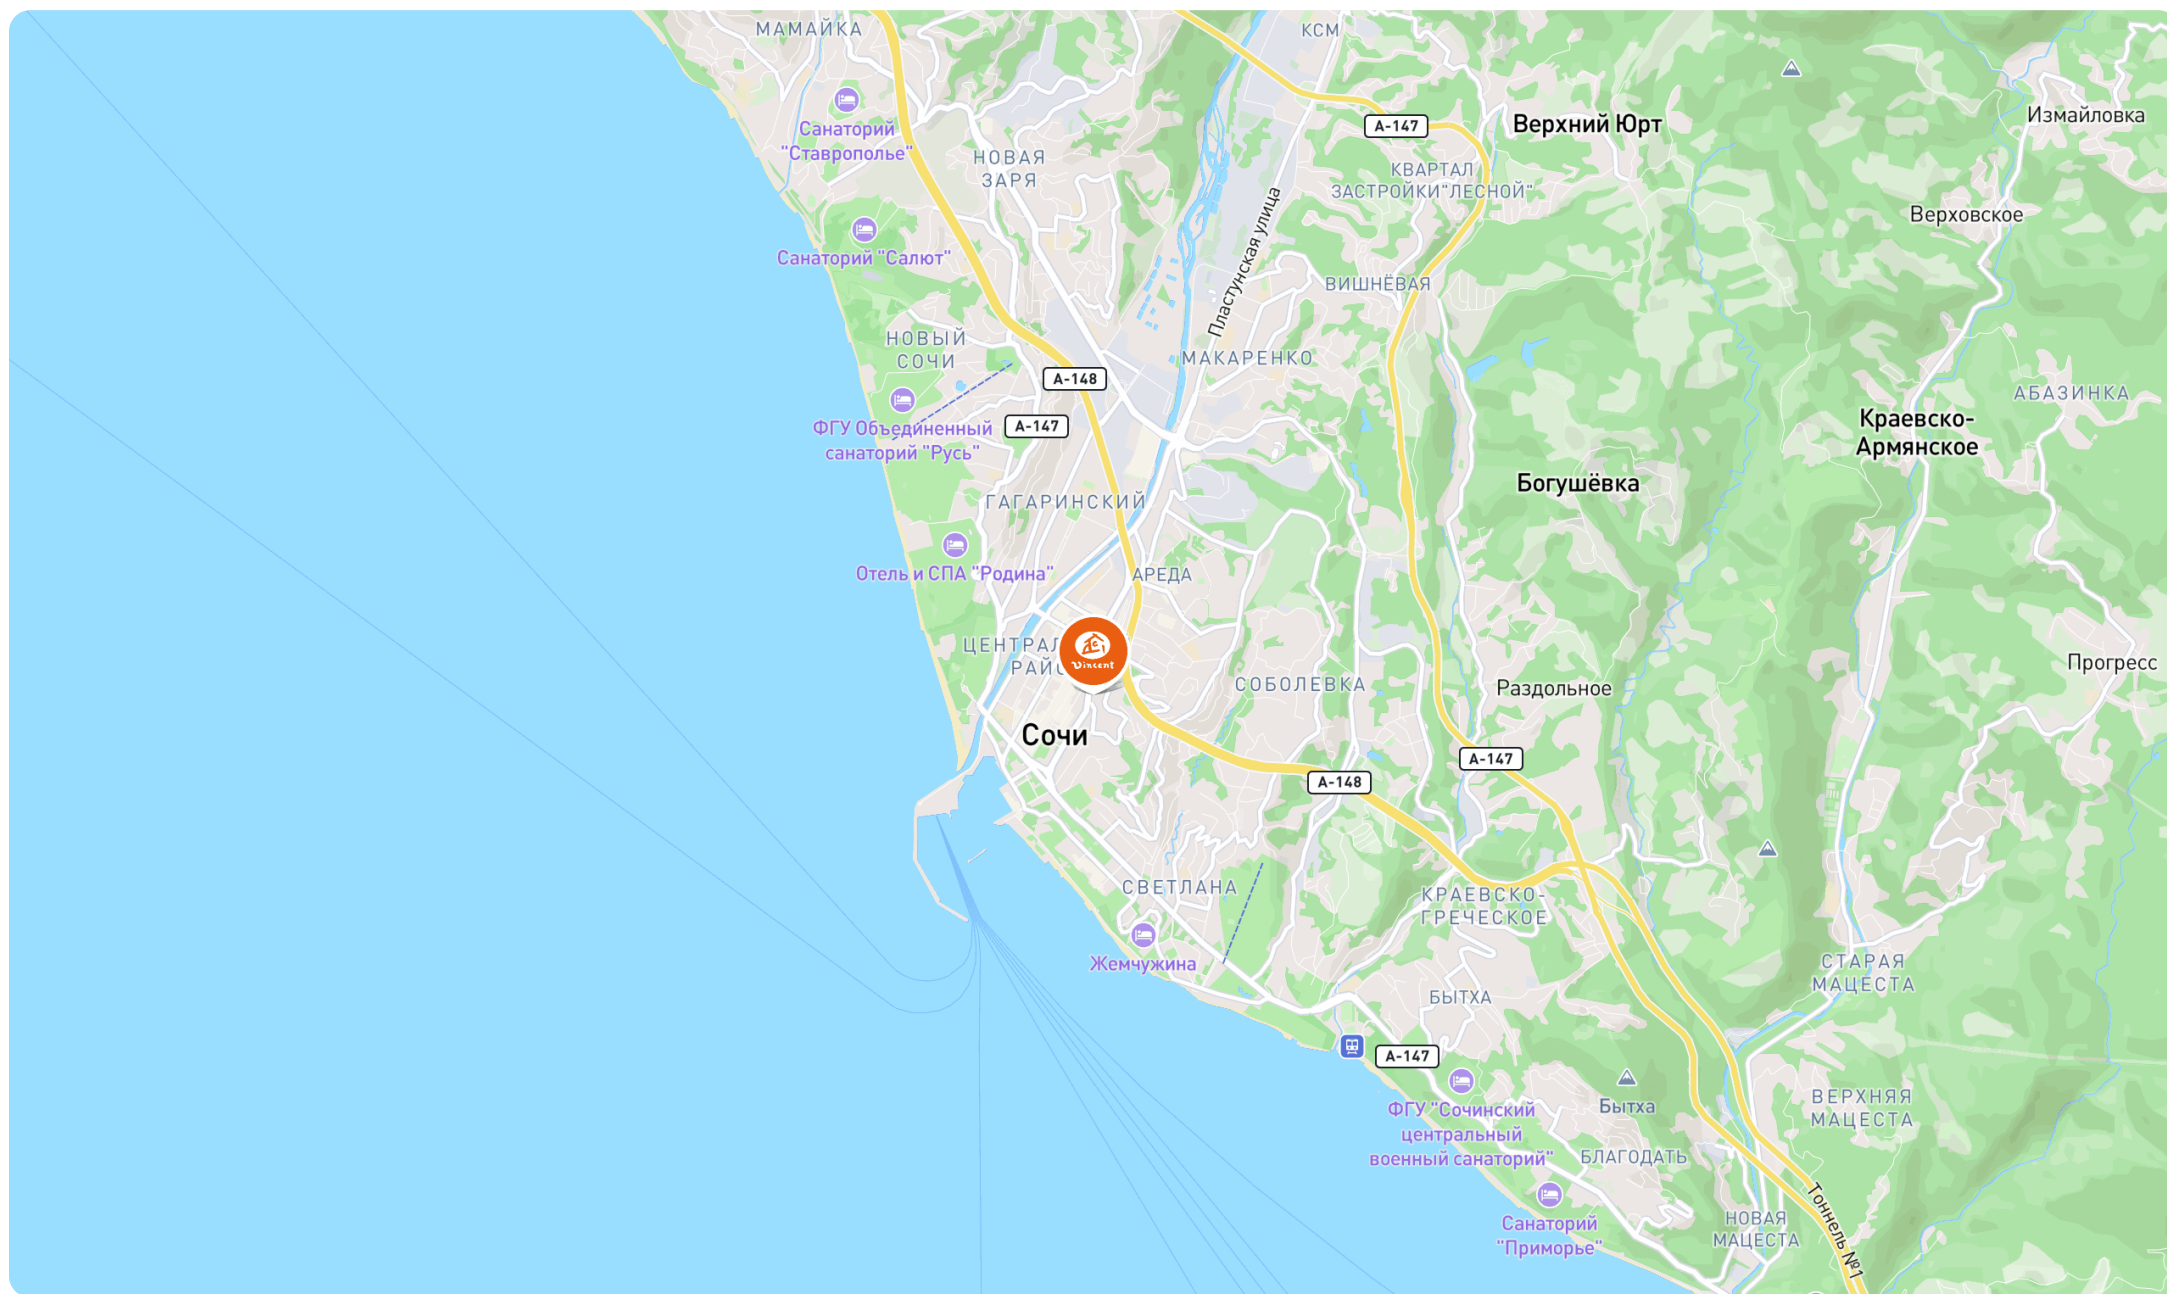 МАМАЙКА
КСМ
Санаторий
"Ставрополье"
НОВАЯ
ЗАРЯ
А-147
Верхний Юрт
Измайловка
КВАРТАЛ
ЗАСТРОЙКИ"ЛЕСНОЙ"
Верховское
Санаторий "Салют"
Пластунская улица
ВИШНЁВАЯ
НОВЫЙ
СОЧИ
МАКАРЕНКО
А-148
АБАЗИНКА
ФГУ Объединенный
санаторий "Русь"
А-147
Краевско-
Армянское
Богушёвка
ГАГАРИНСКИЙ
Отель и СПА "Родина"
АРЕДА
ЦЕНТРАЛ
РАЙО
Vincent
СОБОЛЕВКА
Раздольное
Прогресс
Сочи
А-147
А-148
СВЕТЛАНА
КРАЕВСКО-
ГРЕЧЕСКОЕ
Жемчужина
БЫТХА
СТАРАЯ
МАЦЕСТА
А-147
ФГУ "Сочинский
центральный
военный санаторий"
Бытха
ВЕРХНЯЯ
МАЦЕСТА
БЛАГОДАТЬ
Санаторий
"Приморье"
НОВАЯ
МАЦЕСТА
Тоннель №1